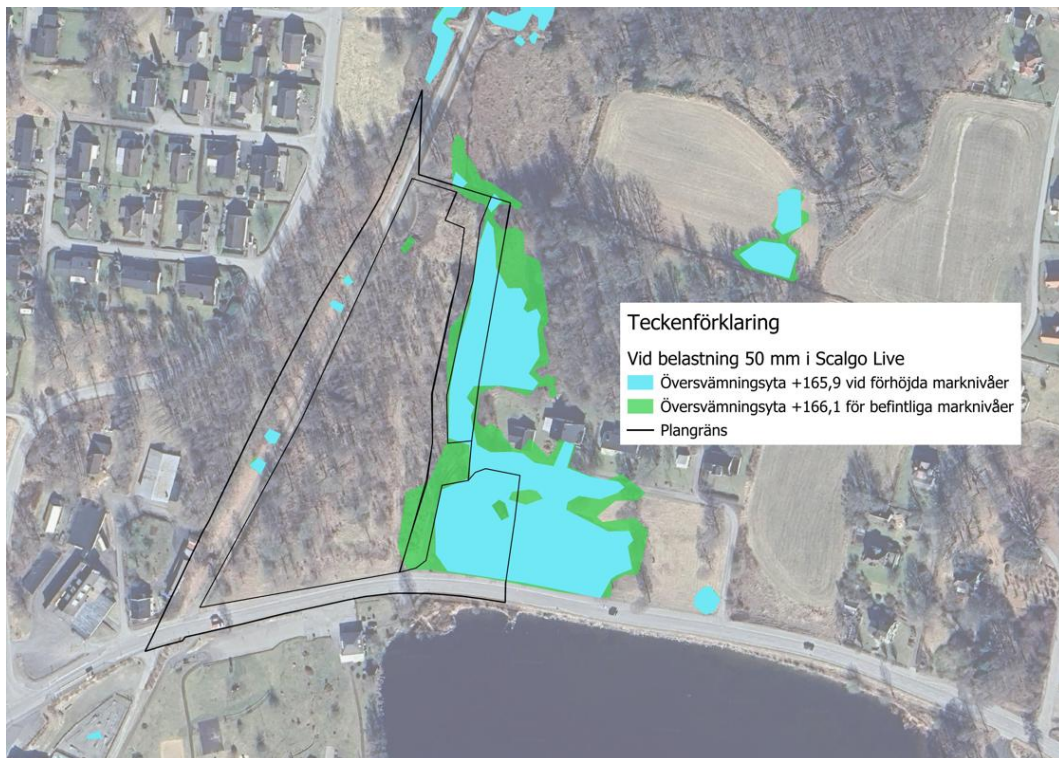 Teckenförklaring
Vid belastning 50 mm i Scalgo Live
Översvämningsyta +165,9 vid förhöjda marknivåer
Översvämningsyta +166,1 för befintliga marknivåer
Plangräns